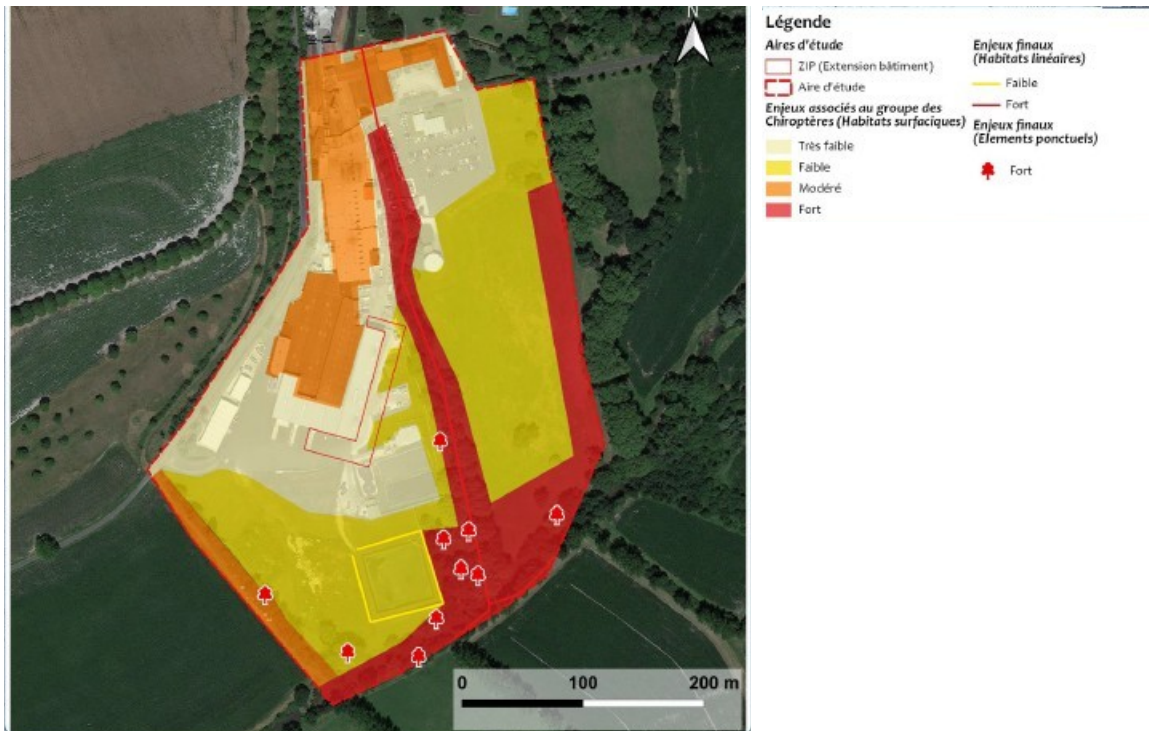 N
0 100 200 m
Légende
Aires d'étude
ZIP (Extension bâtiment)
Aire d'étude
Enjeux associés au groupe des
Chiroptères (Habitats surfaciques)
Très faible
Faible
Modéré
Fort
Enjeux finaux
(Habitats linéaires)
Faible
Fort
Enjeux finaux
(Elements ponctuels)
Fort